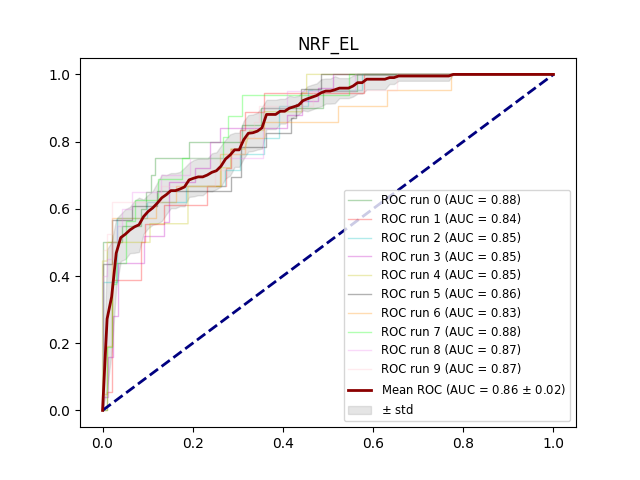 NRF_EL
1.0
0.8
0.6
0.4
0.2
0.0
0.0
0.2
0.4
0.6
0.8
1.0
ROC run 0 (AUC = 0.88)
ROC run 1 (AUC = 0.84)
ROC run 2 (AUC = 0.85)
ROC run 3 (AUC = 0.85)
ROC run 4 (AUC = 0.85)
ROC run 5 (AUC = 0.86)
ROC run 6 (AUC = 0.83)
ROC run 7 (AUC = 0.88)
ROC run 8 (AUC = 0.87)
ROC run 9 (AUC = 0.87)
Mean ROC (AUC = 0.86 ± 0.02)
± std